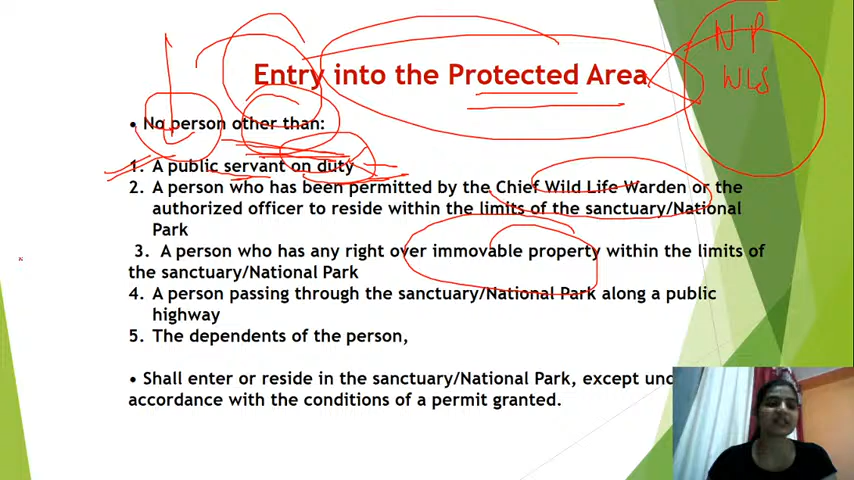 N P
WLS
Entry into the Protected Area
• No person other than:
1. A public servant on duty
2. A person who has been permitted by the Chief Wild Life Warden or the
authorized officer to reside within the limits of the sanctuary/National
Park
3. A person who has any right over immovable property within the limits of
the sanctuary/National Park
4. A person passing through the sanctuary/National Park along a public
highway
5. The dependents of the person,
• Shall enter or reside in the sanctuary/National Park, except
accordance with the conditions of a permit granted.